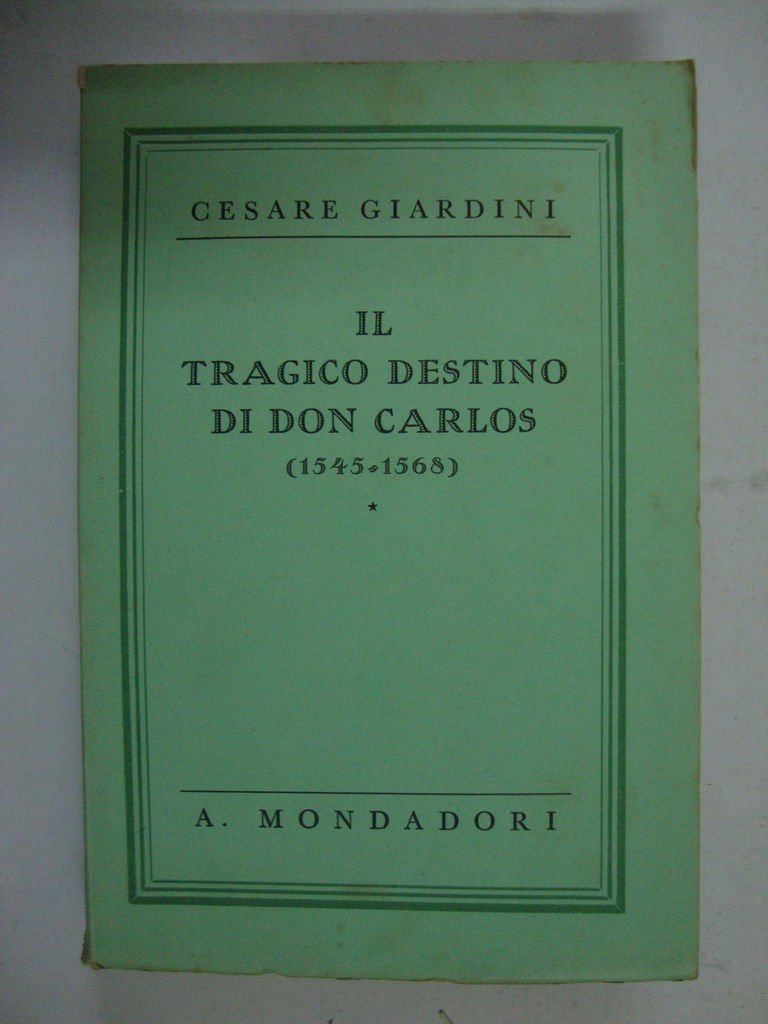 CESARE GIARDINI
IL
TRAGICO DESTINO
DI DON CARLOS
(1545-1568)
*
A. MONDADORI